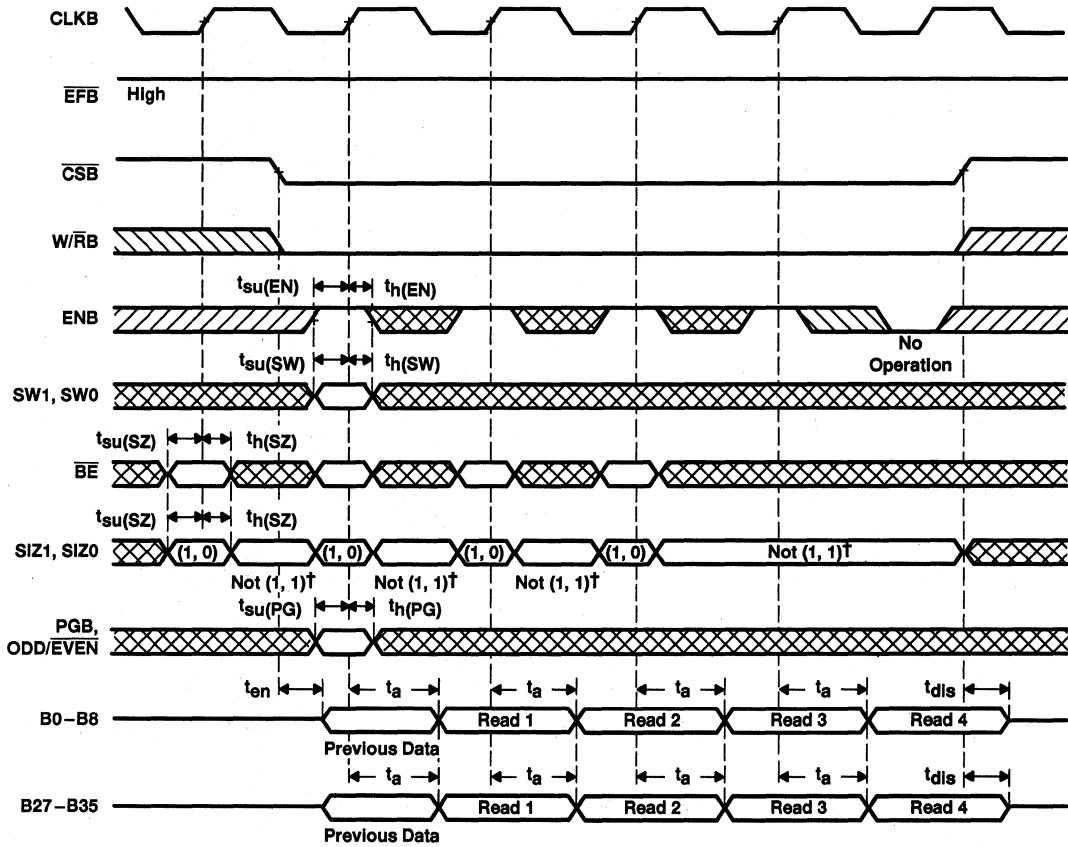 CLKB
EFB High
CSB
W/RB
tsu(EN) th(EN)
ENB
No
Operation
tsu(SW) th(SW)
SW1, SW0
tsu(SZ) th(SZ)
BE
tsu(SZ) th(SZ)
SIZ1, SIZ0 (1, 0) (1, 0) (1, 0) (1, 0) Not (1, 1)†
Not (1, 1)† Not (1, 1)† Not (1, 1)†
tsu(PG) th(PG)
PGB,
ODD/EVEN
ten ta ta ta ta tdis
B0–B8 Read 1 Read 2 Read 3 Read 4
Previous Data
ta ta ta ta tdis
B27–B35 Read 1 Read 2 Read 3 Read 4
Previous Data